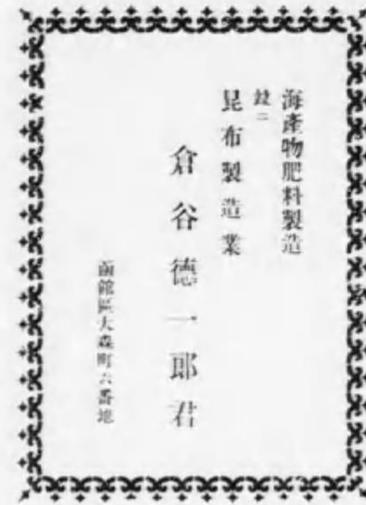 海產物肥料製造
竝ニ
昆布製造業
倉谷德一郎君
函館區大森町六番地